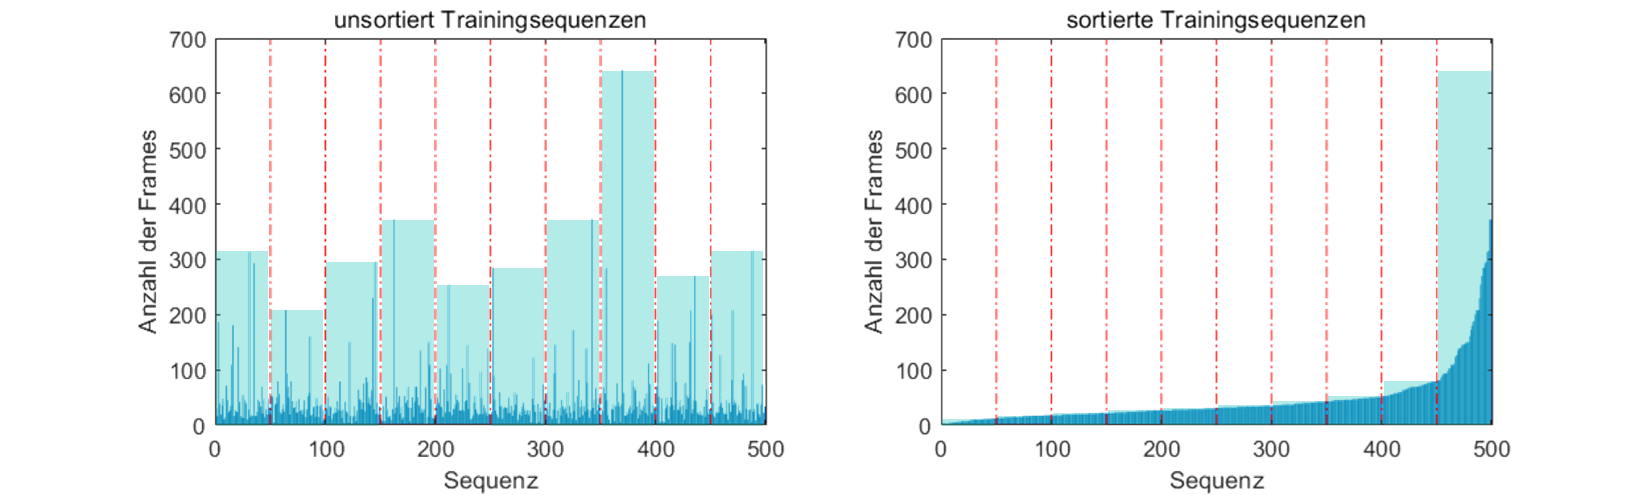 unsortiert Trainingsequenzen
700
600
500
400
300
200
100
0
Anzahl der Frames
0 100 200 300 400 500
Sequenz
sortierte Trainingsequenzen
700
600
500
400
300
200
100
0
Anzahl der Frames
0 100 200 300 400 500
Sequenz